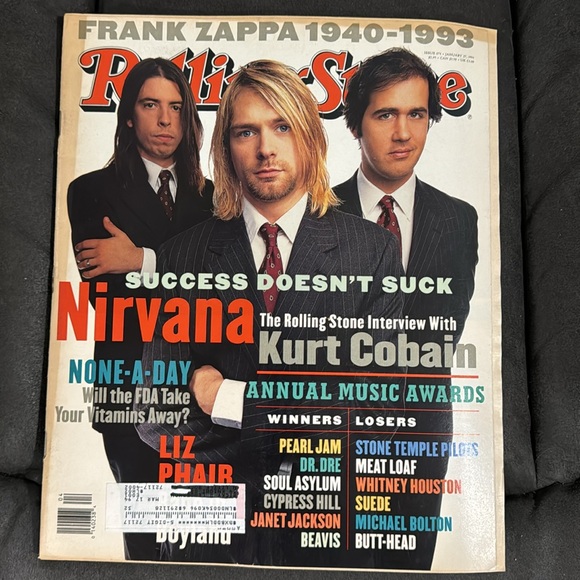 FRANK ZAPPA 1940-1993
Rolling Stone
SUCCESS DOESN'T SUCK
Nirvana
The Rolling Stone Interview With
Kurt Cobain
NONE-A-DAY
Will the FDA Take
Your Vitamins Away?
LIZ
PHAIR
Boyland
ANNUAL MUSIC AWARDS
WINNERS LOSERS
PEARL JAM STONE TEMPLE PILOTS
DR. DRE MEAT LOAF
SOUL ASYLUM WHITNEY HOUSTON
CYPRESS HILL SUEDE
JANET JACKSON MICHAEL BOLTON
BEAVIS BUTT-HEAD